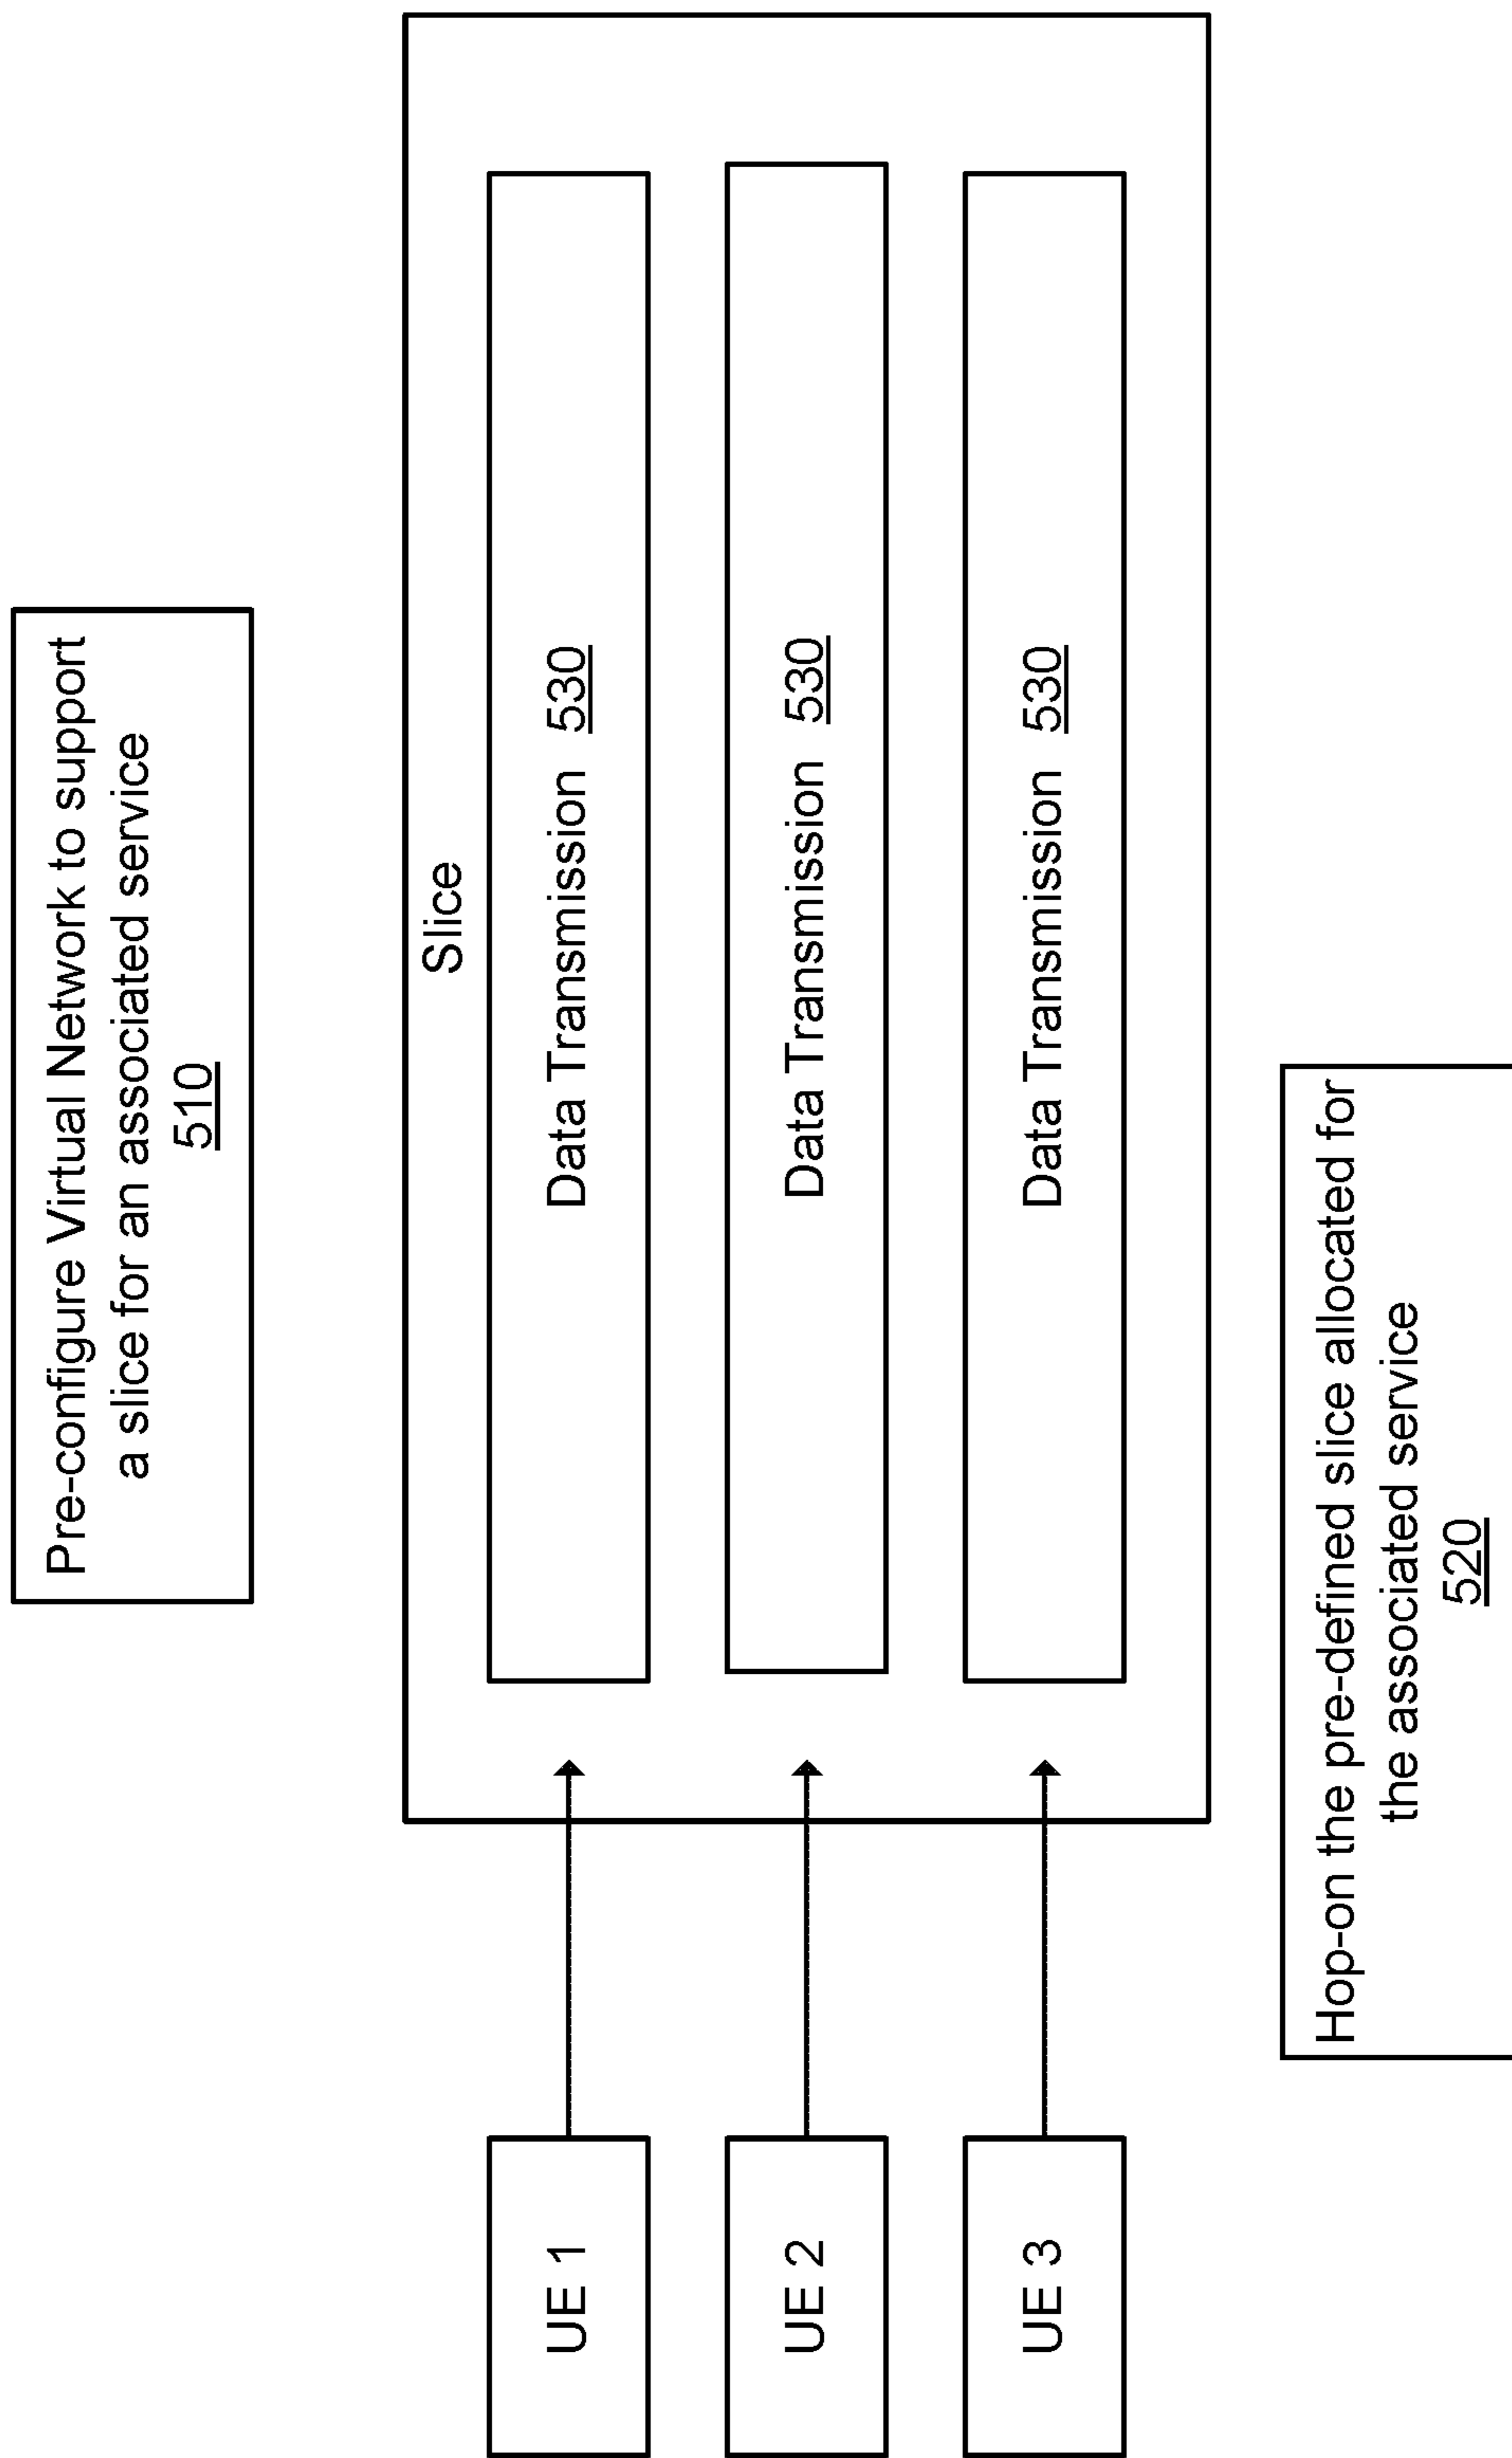 Pre-configure Virtual Network to support
a slice for an associated service
510
Slice
UE 1
Data Transmission 530
UE 2
Data Transmission 530
UE 3
Data Transmission 530
Hop-on the pre-defined slice allocated for
the associated service
520